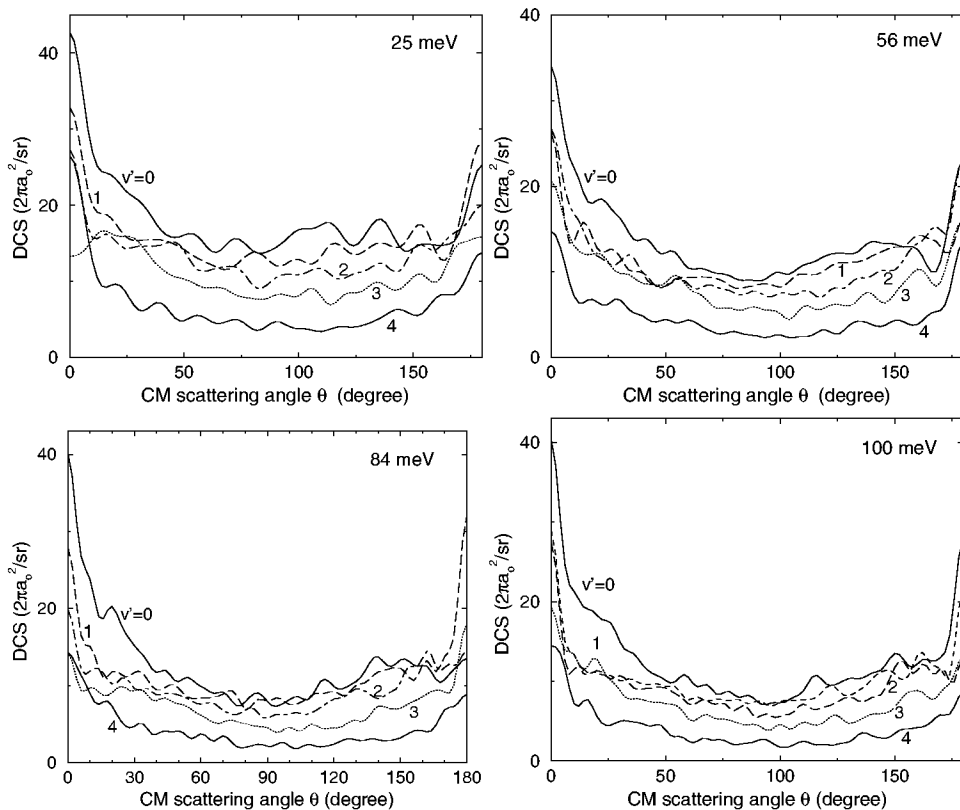 40
20
0
DCS (2πa₀²/sr)
25 meV
v'=0
1
2
3
4
0
50
100
150
CM scattering angle θ (degree)
40
20
0
DCS (2πa₀²/sr)
56 meV
v'=0
1
2
3
4
0
50
100
150
CM scattering angle θ (degree)
40
20
0
DCS (2πa₀²/sr)
84 meV
v'=0
1
2
3
4
0
30
60
90
120
150
180
CM scattering angle θ (degree)
40
20
0
DCS (2πa₀²/sr)
100 meV
v'=0
1
2
3
4
0
50
100
150
CM scattering angle θ (degree)